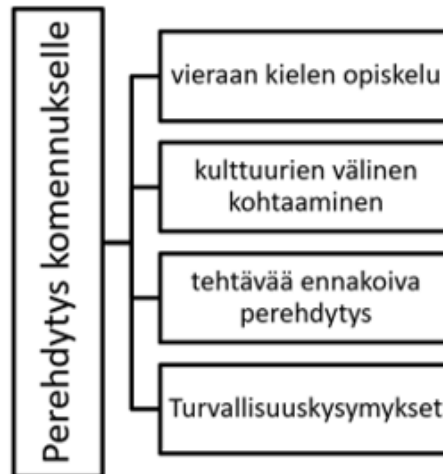 Perehdytys komennukselle
vieraan kielen opiskelu
kulttuurien välinen
kohtaaminen
tehtävää ennakoiva
perehdytys
Turvallisuuskysymykset